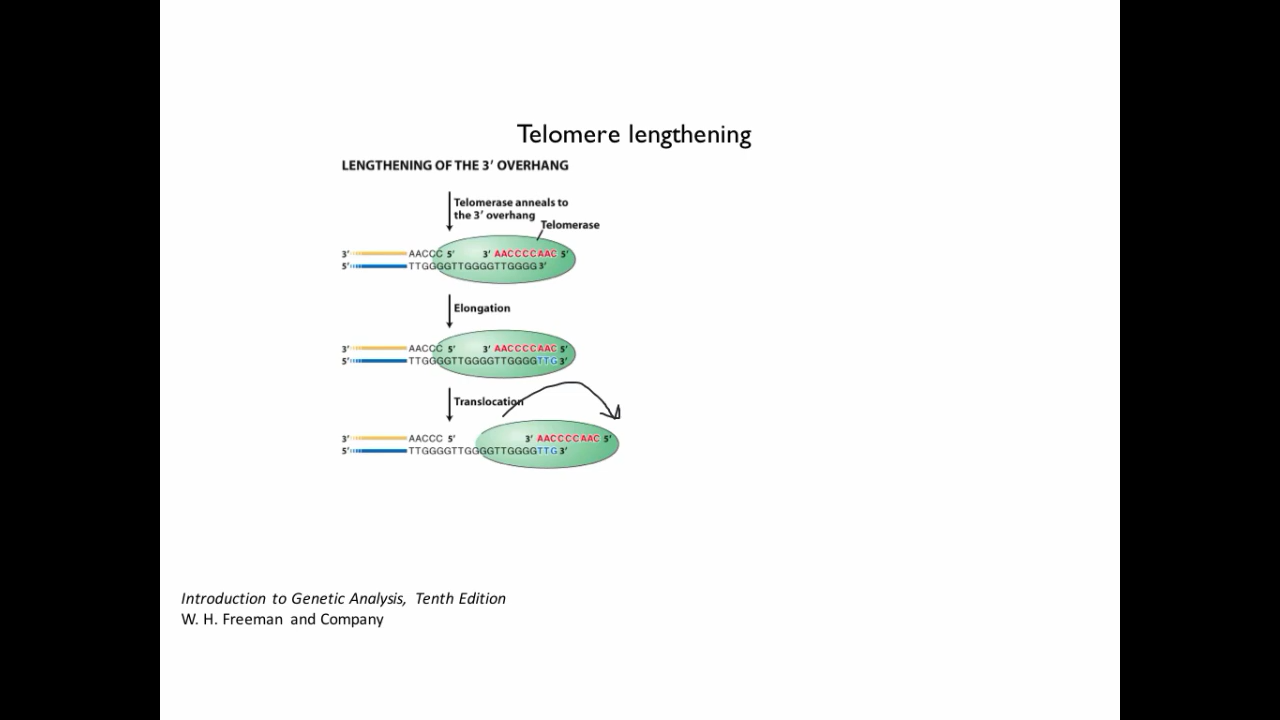 Telomere lengthening
LENGTHENING OF THE 3′ OVERHANG
Telomerase anneals to
the 3′ overhang
Telomerase
3′ AACCC 5′ 3′ AACCCCAAC 5′
5′ TTGGGGTTGGGGTTGGGG 3′
Elongation
3′ AACCC 5′ 3′ AACCCCAAC 5′
5′ TTGGGGTTGGGGTTGGGGTTG 3′
Translocation
3′ AACCC 5′ 3′ AACCCCAAC 5′
5′ TTGGGGTTGGGGTTGGGGTTG 3′
Introduction to Genetic Analysis, Tenth Edition
W. H. Freeman and Company